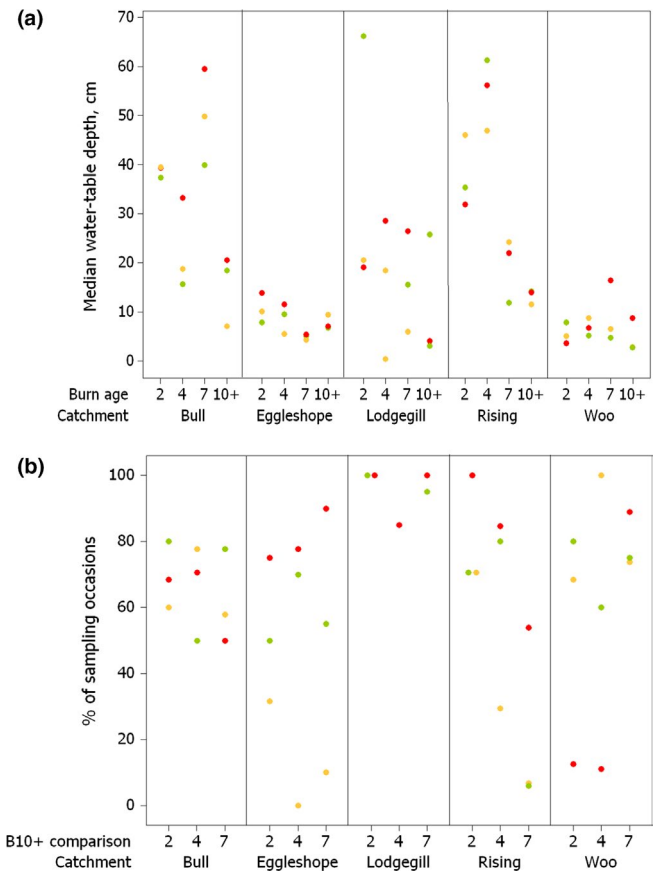 (a)
Median water-table depth, cm
70
60
50
40
30
20
10
0
Burn age 2 4 7 10+ 2 4 7 10+ 2 4 7 10+ 2 4 7 10+ 2 4 7 10+
Catchment Bull Eggleshope Lodgegill Rising Woo
(b)
% of sampling occasions
100
80
60
40
20
0
B10+ comparison 2 4 7 2 4 7 2 4 7 2 4 7 2 4 7
Catchment Bull Eggleshope Lodgegill Rising Woo